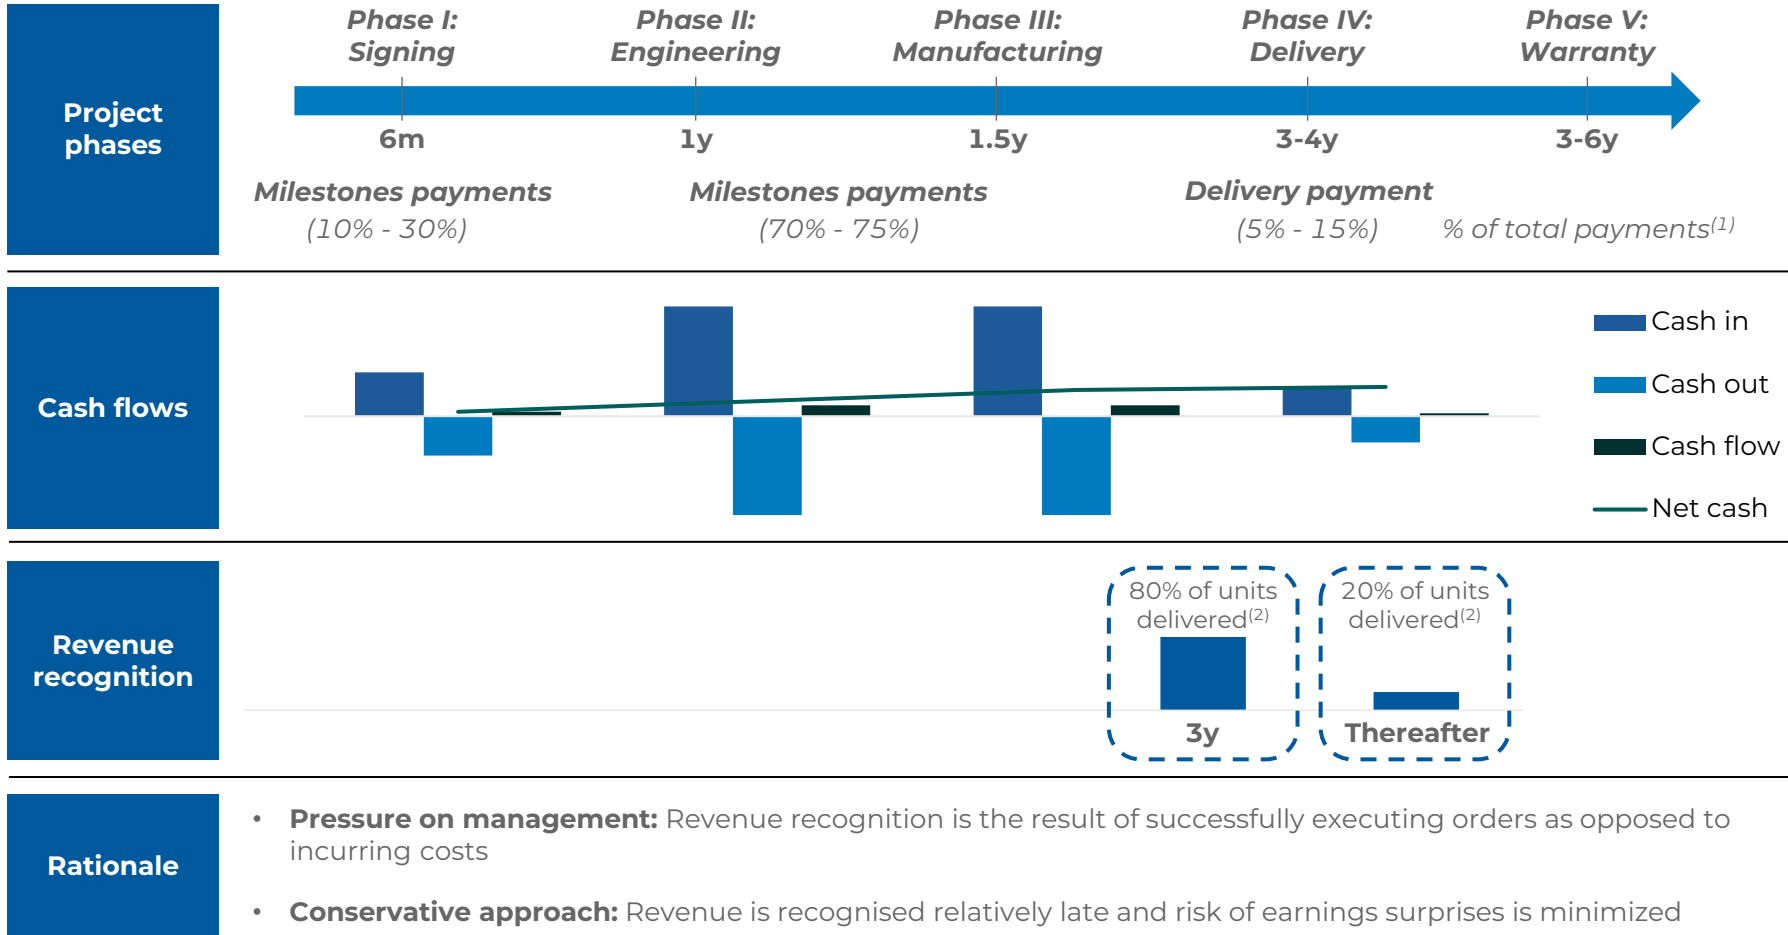 Project
phases
Phase I:
Signing
Phase II:
Engineering
Phase III:
Manufacturing
Phase IV:
Delivery
Phase V:
Warranty
6m
1y
1.5y
3-4y
3-6y
Milestones payments
(10% - 30%)
Milestones payments
(70% - 75%)
Delivery payment
(5% - 15%)
% of total payments(1)
Cash flows
Cash in
Cash out
Cash flow
Net cash
Revenue
recognition
80% of units
delivered(2)
3y
20% of units
delivered(2)
Thereafter
Rationale
• Pressure on management: Revenue recognition is the result of successfully executing orders as opposed to
incurring costs
• Conservative approach: Revenue is recognised relatively late and risk of earnings surprises is minimized